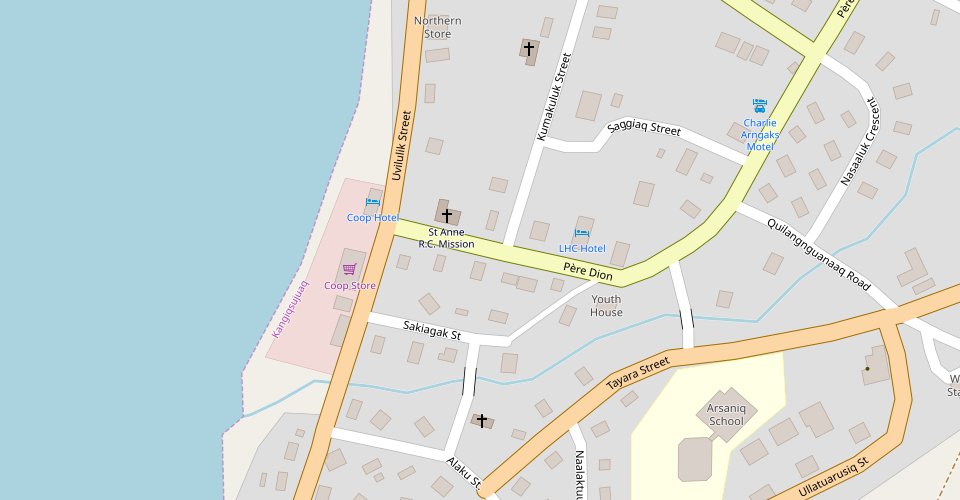 Northern
Store
Père
Kumakuluk Street
Uvilulik Street
Saggiaq Street
Charlie
Arngaks
Motel
Nasaaluk Crescent
Coop Hotel
St Anne
R.C. Mission
LHC Hotel
Quilangnguanaaq Road
Père Dion
Coop Store
Kangiqsujuaq
Youth
House
Sakiagak St
Tayara Street
Arsaniq
School
Alaku St
Ullatuarusiq St